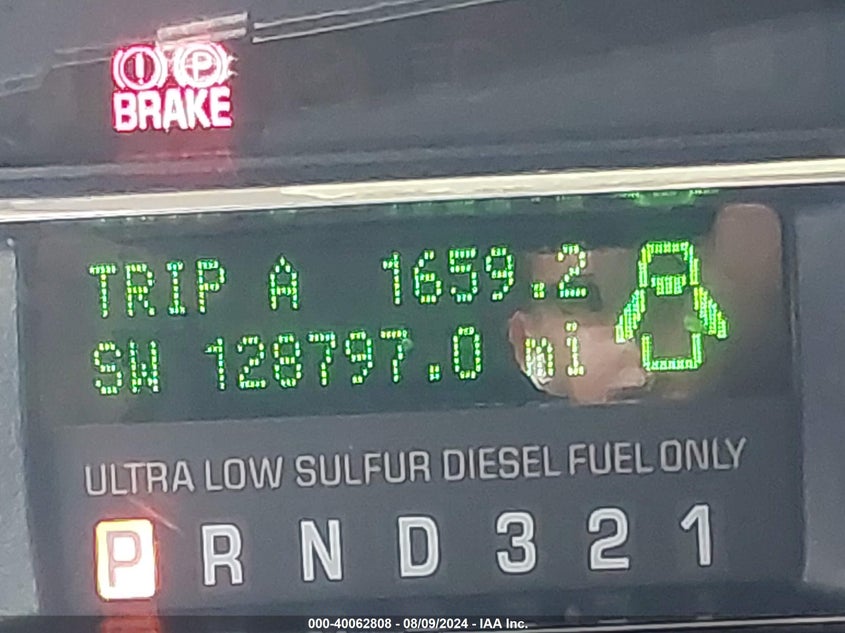 ! P
BRAKE
TRIP A 1659.2
SW 128797.0 mi
ULTRA LOW SULFUR DIESEL FUEL ONLY
P R N D 3 2 1
000-40062808 - 08/09/2024 - IAA Inc.